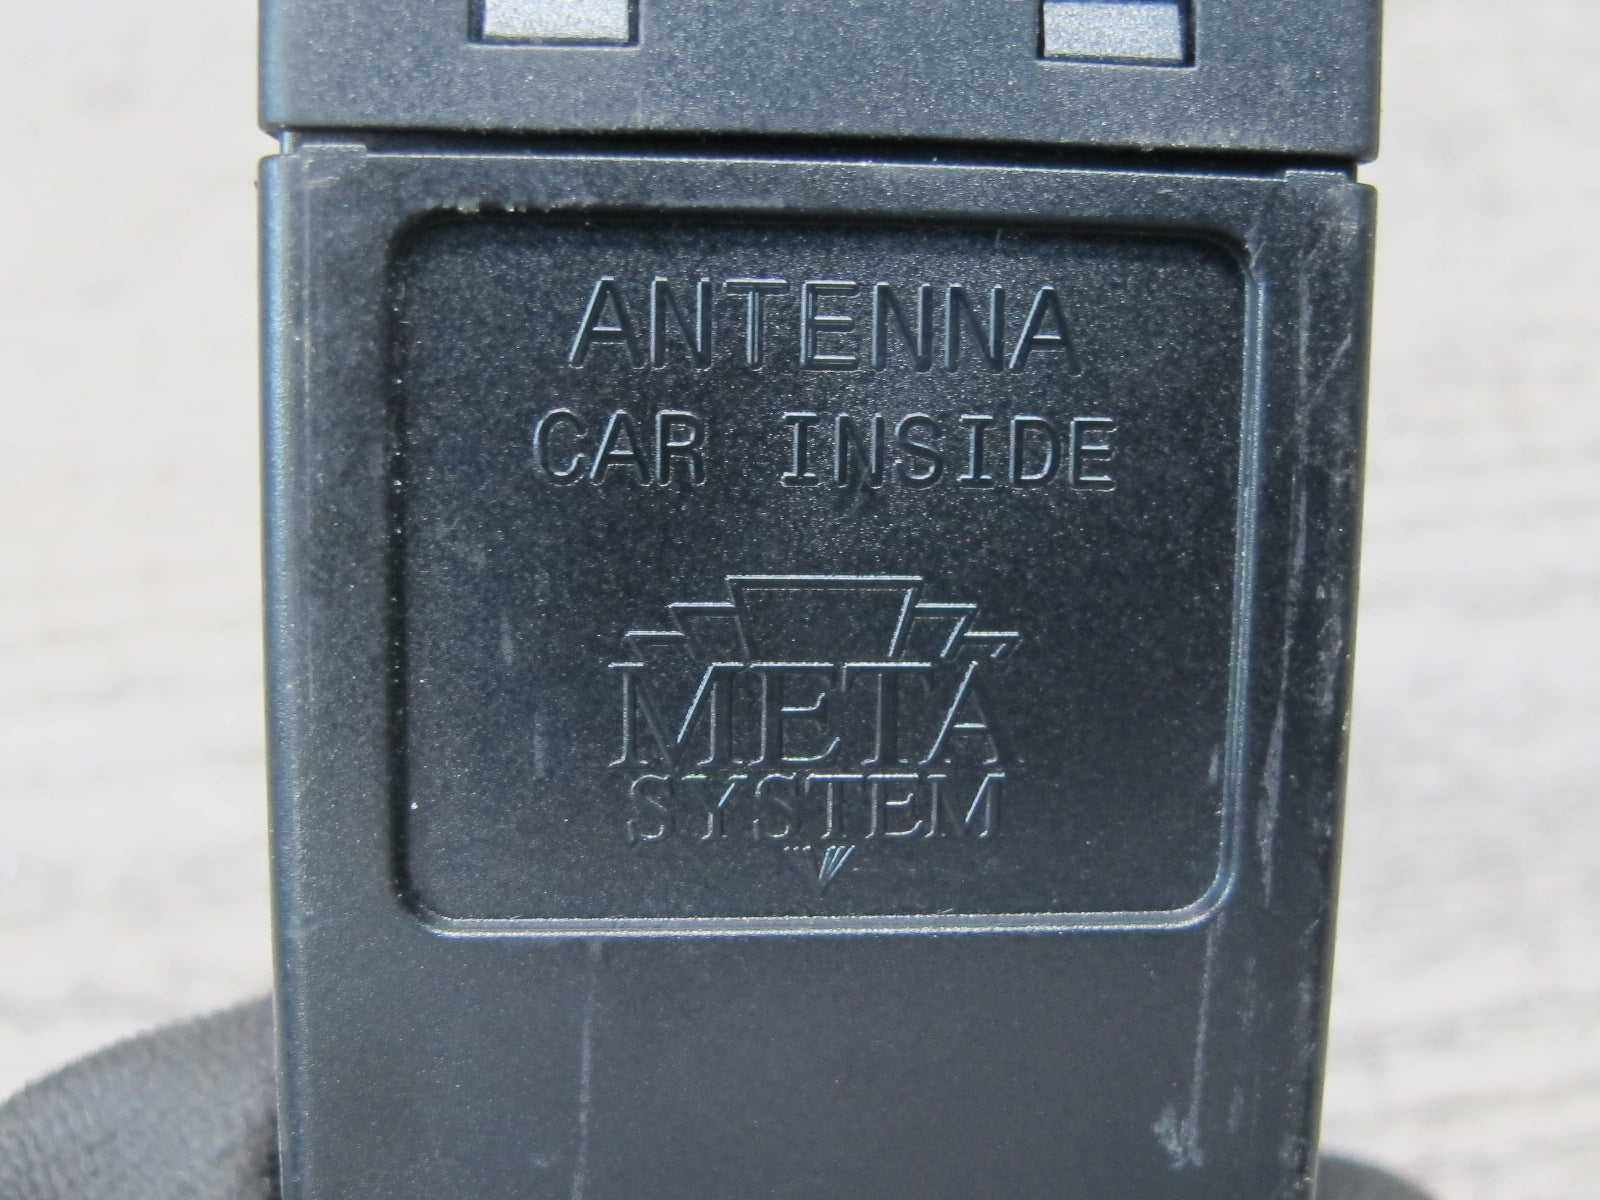 ANTENNA
CAR INSIDE
META
SYSTEM